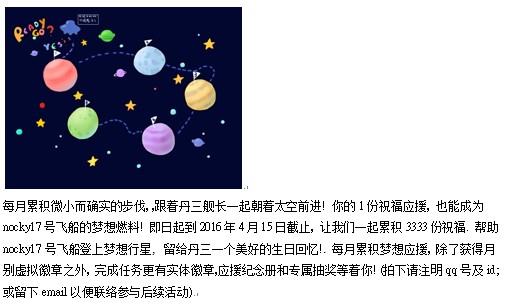 READY
GO?
YES!!
每月累积微小而确实的步伐,,跟着丹三舰长一起朝着太空前进! 你的1份祝福应援, 也能成为
nocky17号飞船的梦想燃料! 即日起到2016年4月15日截止, 让我们一起累积3333份祝福. 帮助
nocky17号飞船登上梦想行星, 留给丹三一个美好的生日回忆!. 每月累积梦想应援, 除了获得月
别虚拟徽章之外, 完成任务更有实体徽章,应援纪念册和专属抽奖等着你! (拍下请注明qq号及id;
或留下email以便联络参与后续活动).